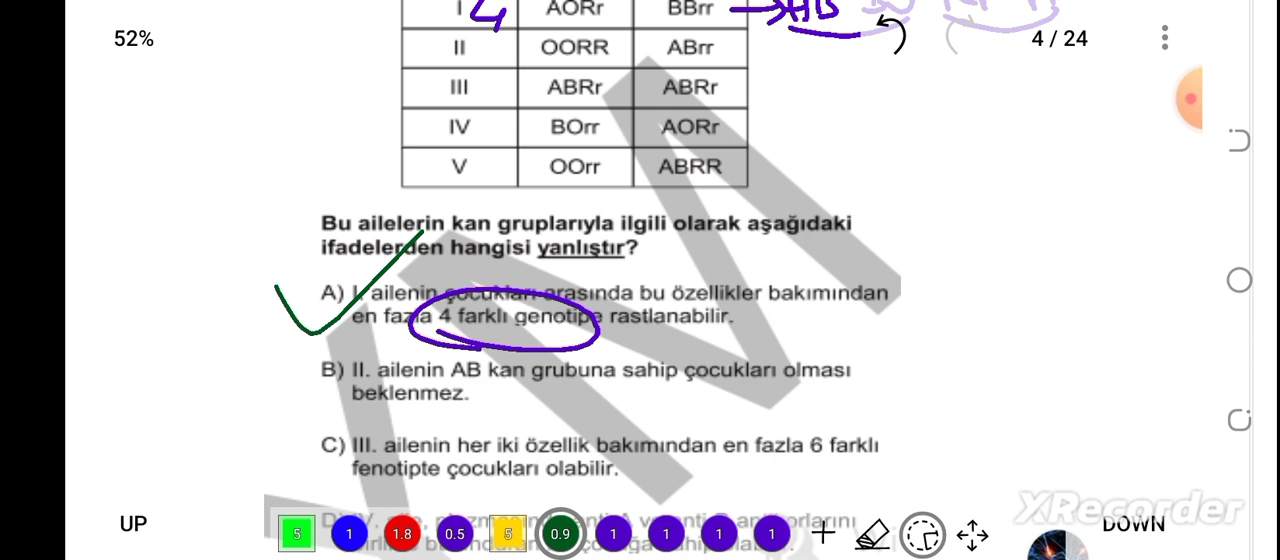 I 4 AORr BBrr → AB
52% 4 / 24
II OORR ABrr
III ABRr ABRr
IV BOrr AORr
V OOrr ABRR
Bu ailelerin kan gruplarıyla ilgili olarak aşağıdaki
ifadelerden hangisi yanlıştır?
A) I. ailenin çocukları arasında bu özellikler bakımından
en fazla 4 farklı genotipe rastlanabilir.
B) II. ailenin AB kan grubuna sahip çocukları olması
beklenmez.
C) III. ailenin her iki özellik bakımından en fazla 6 farklı
fenotipte çocukları olabilir.
XRecorder
UP 5 1 1.8 0.5 5 0.9 1 1 1 1 DOWN